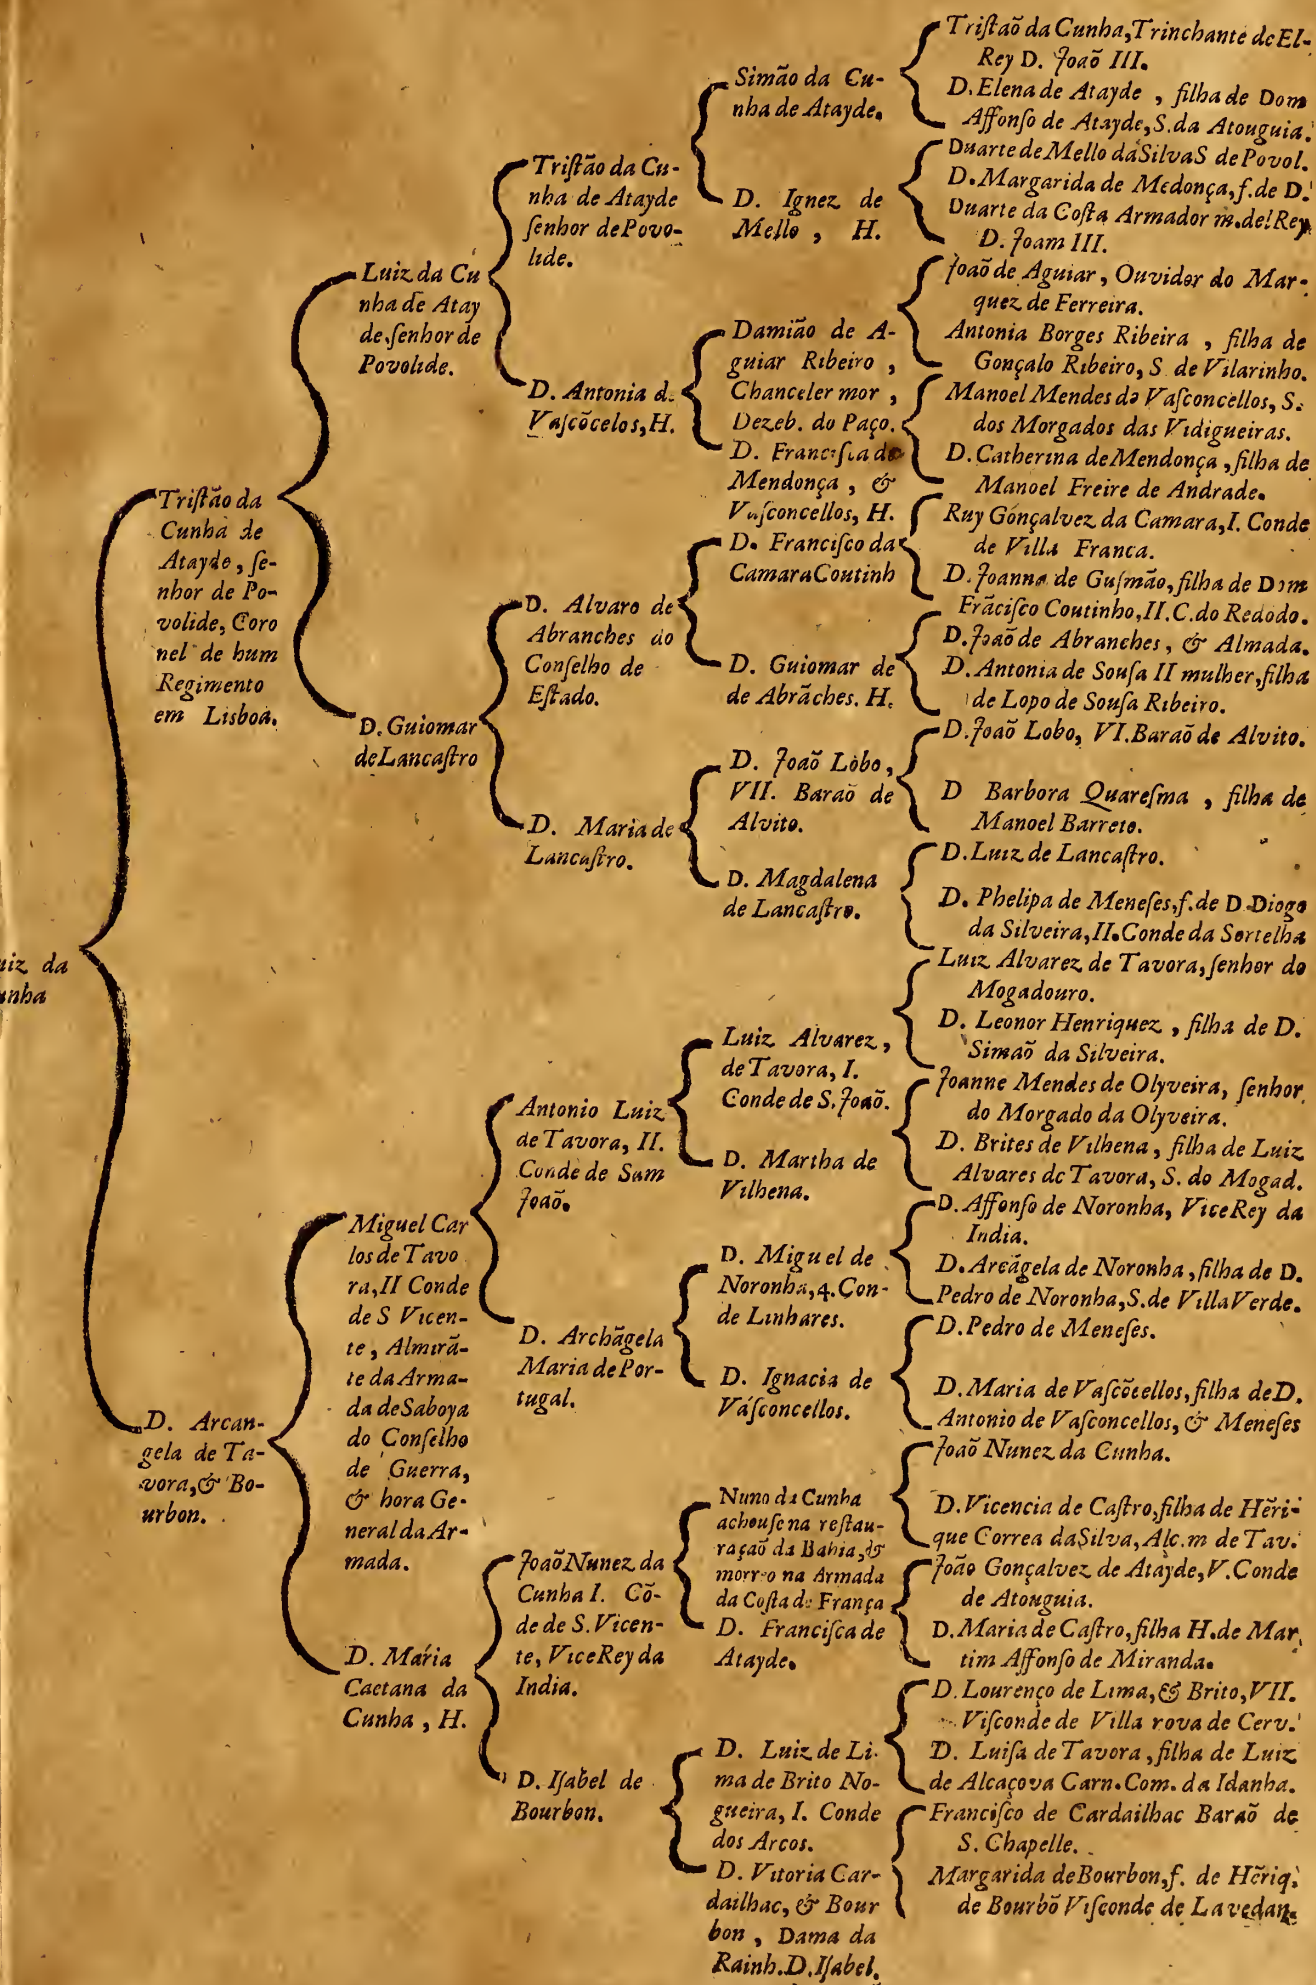 uiz da
unha
Triſtão da
Cunha de
Atayde, ſe-
nhor de Po-
volide, Coro
nel de hum
Regimento
em Lisboa.
D. Arcan-
gela de Ta-
vora, & Bo-
urbon.
Luiz da Cu
nha de Atay
de, ſenhor de
Povolide.
D. Guiomar
de Lancaſtro
Miguel Car
los de Tavo
ra, II Conde
de S Vicen-
te, Almirã-
te da Arma-
da de Saboya
do Conſelho
de Guerra,
& hora Ge-
neral da Ar-
mada.
D. Maria
Caetana da
Cunha, H.
Triſtão da Cu-
nha de Atayde
ſenhor de Povo-
lide.
D. Antonia de
Vaſcõcelos, H.
D. Alvaro de
Abranches do
Conſelho de
Eſtado.
D. Maria de
Lancaſtro.
Antonio Luiz
de Tavora, II.
Conde de Sam
Joaõ.
D. Archãgela
Maria de Por-
tugal.
Joaõ Nunez da
Cunha I. Cõ-
de de S. Vicen-
te, ViceRey da
India.
D. Iſabel de
Bourbon.
Simão da Cu-
nha de Atayde.
D. Ignez de
Mello, H.
Damião de A-
guiar Ribeiro,
Chanceler mor,
Dezeb. do Paço.
D. Franciſca de
Mendonça, &
Vaſconcellos, H.
D. Franciſco da
Camara Coutinh
D. Guiomar de
de Abrãches. H.
D. Joaõ Lobo,
VII. Baraõ de
Alvito.
D. Magdalena
de Lancaſtro.
Luiz Alvarez,
de Tavora, I.
Conde de S. Joaõ.
D. Martha de
Vilhena.
D. Miguel de
Noronha, 4. Con-
de Linhares.
D. Ignacia de
Vaſconcellos.
Nuno da Cunha
achouſe na reſtau-
raçaõ da Bahia, &
morreo na Armada
da Coſta de França
D. Franciſca de
Atayde.
D. Luiz de Li-
ma de Brito No-
gueira, I. Conde
dos Arcos.
D. Vitoria Car-
dailhac, & Bour
bon, Dama da
Rainh. D. Iſabel.
Triſtaõ da Cunha, Trinchante de El-
Rey D. Joaõ III.
D. Elena de Atayde, filha de Dom
Affonſo de Atayde, S. da Atouguia.
Duarte de Mello da Silva S de Povol.
D. Margarida de Medonça, f. de D.
Duarte da Coſta Armador m. del Rey
D. Joam III.
Joaõ de Aguiar, Ouvidor do Mar-
quez de Ferreira.
Antonia Borges Ribeira, filha de
Gonçalo Ribeiro, S. de Vilarinho.
Manoel Mendes de Vaſconcellos, S.
dos Morgados das Vidigueiras.
D. Catherina de Mendonça, filha de
Manoel Freire de Andrade.
Ruy Gonçalvez da Camara, I. Conde
de Villa Franca.
D. Joanna de Guſmão, filha de Dom
Frãciſco Coutinho, II. C. do Redodo.
D. Joaõ de Abranches, & Almada.
D. Antonia de Souſa II mulher, filha
de Lopo de Souſa Ribeiro.
D. Joaõ Lobo, VI. Baraõ de Alvito.
D Barbora Quareſma, filha de
Manoel Barreto.
D. Luiz de Lancaſtro.
D. Phelipa de Meneſes, f. de D. Diogo
da Silveira, II. Conde da Sortelha
Luiz Alvarez de Tavora, ſenhor do
Mogadouro.
D. Leonor Henriquez, filha de D.
Simaõ da Silveira.
Joanne Mendes de Olyveira, ſenhor
do Morgado da Olyveira.
D. Brites de Vilhena, filha de Luiz
Alvares de Tavora, S. do Mogad.
D. Affonſo de Noronha, ViceRey da
India.
D. Arcãgela de Noronha, filha de D.
Pedro de Noronha, S. de Villa Verde.
D. Pedro de Meneſes.
D. Maria de Vaſcõcellos, filha de D.
Antonio de Vaſconcellos, & Meneſes
Joaõ Nunez da Cunha.
D. Vicencia de Caſtro, filha de Hẽri-
que Correa da Silva, Alc. m de Tav.
João Gonçalvez de Atayde, V. Conde
de Atouguia.
D. Maria de Caſtro, filha H. de Mar
tim Affonſo de Miranda.
D. Lourenço de Lima, & Brito, VII.
Viſconde de Villa nova de Cerv.
D. Luiſa de Tavora, filha de Luiz
de Alcaçova Carn. Com. da Idanha.
Franciſco de Cardailhac Baraõ de
S. Chapelle.
Margarida de Bourbon, f. de Hẽriq.
de Bourbõ Viſconde de Lavedan.